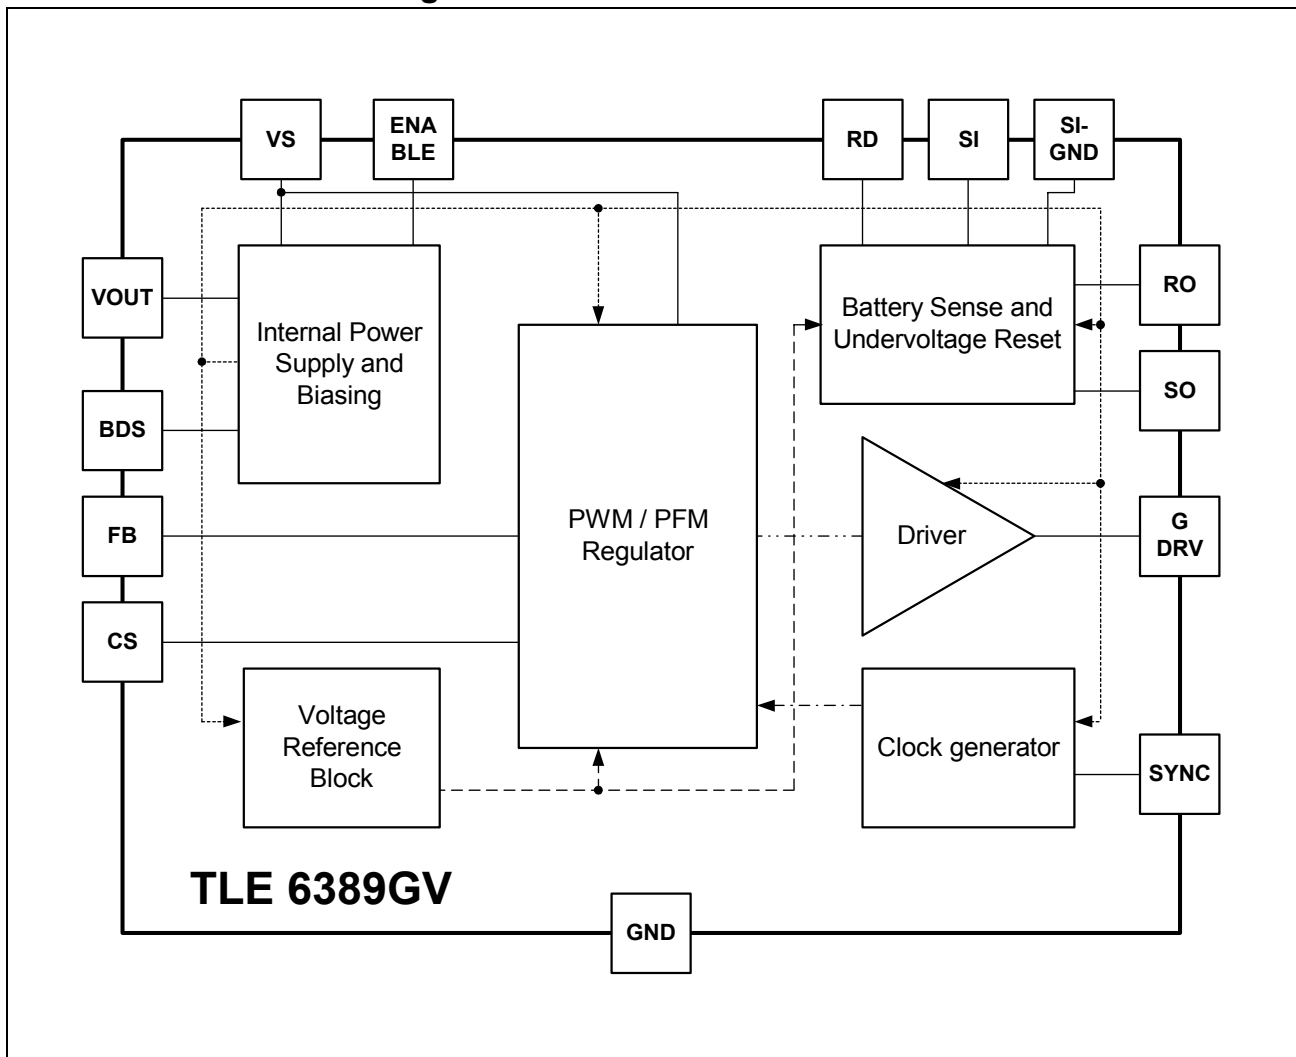 VS
ENA
BLE
RD
SI
SI-
GND
VOUT
BDS
FB
CS
Internal Power
Supply and
Biasing
PWM / PFM
Regulator
Battery Sense and
Undervoltage Reset
RO
SO
Driver
G
DRV
Voltage
Reference
Block
Clock generator
SYNC
TLE 6389GV
GND